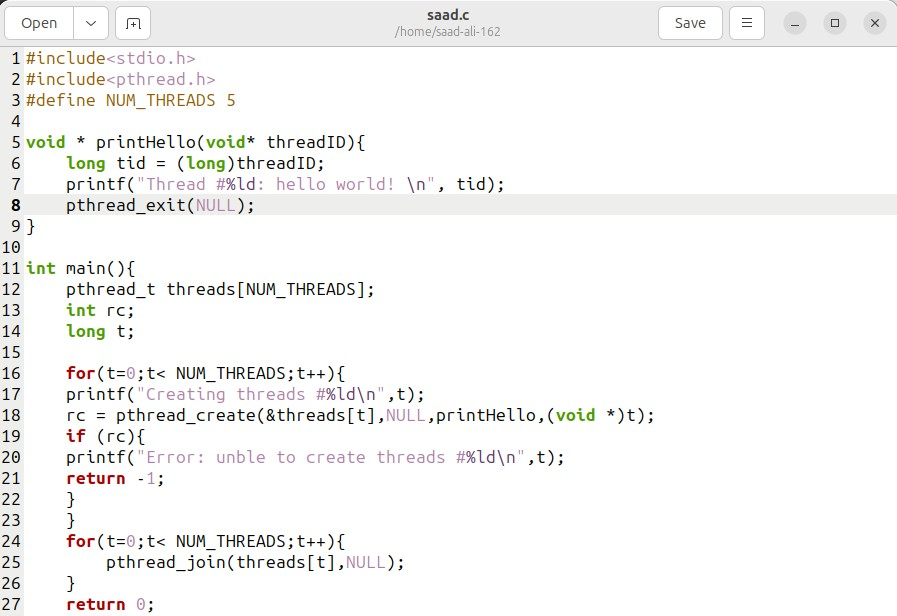 Open
saad.c
/home/saad-ali-162
Save
1 #include<stdio.h>
2 #include<pthread.h>
3 #define NUM_THREADS 5
4
5 void * printHello(void* threadID){
6     long tid = (long)threadID;
7     printf("Thread #%ld: hello world! \n", tid);
8     pthread_exit(NULL);
9 }
10
11 int main(){
12     pthread_t threads[NUM_THREADS];
13     int rc;
14     long t;
15
16     for(t=0;t< NUM_THREADS;t++){
17     printf("Creating threads #%ld\n",t);
18     rc = pthread_create(&threads[t],NULL,printHello,(void *)t);
19     if (rc){
20     printf("Error: unble to create threads #%ld\n",t);
21     return -1;
22     }
23     }
24     for(t=0;t< NUM_THREADS;t++){
25         pthread_join(threads[t],NULL);
26     }
27     return 0;